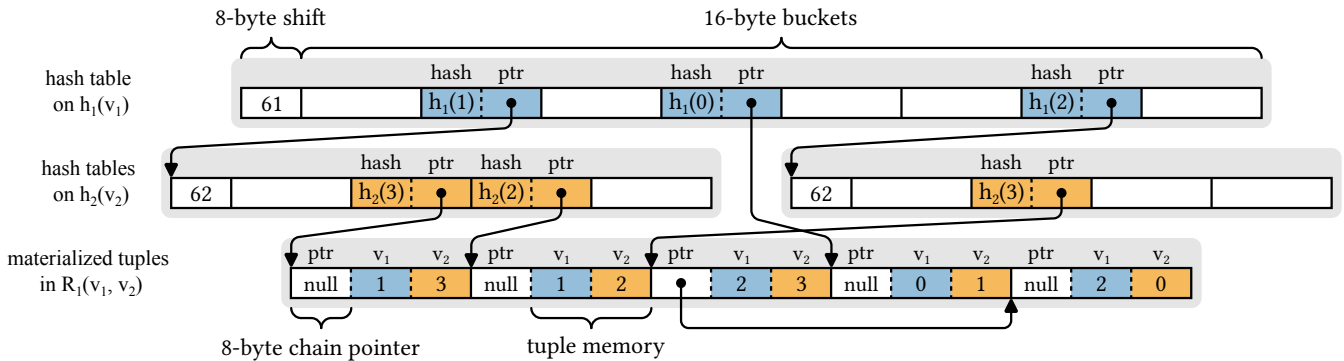 8-byte shift 16-byte buckets
hash table
on h₁(v₁)
hash ptr hash ptr hash ptr
61 h₁(1) h₁(0) h₁(2)
hash tables
on h₂(v₂)
hash ptr hash ptr hash ptr
62 h₂(3) h₂(2) 62 h₂(3)
materialized tuples
in R₁(v₁, v₂)
ptr v₁ v₂ ptr v₁ v₂ ptr v₁ v₂ ptr v₁ v₂ ptr v₁ v₂
null 1 3 null 1 2 2 3 null 0 1 null 2 0
8-byte chain pointer tuple memory